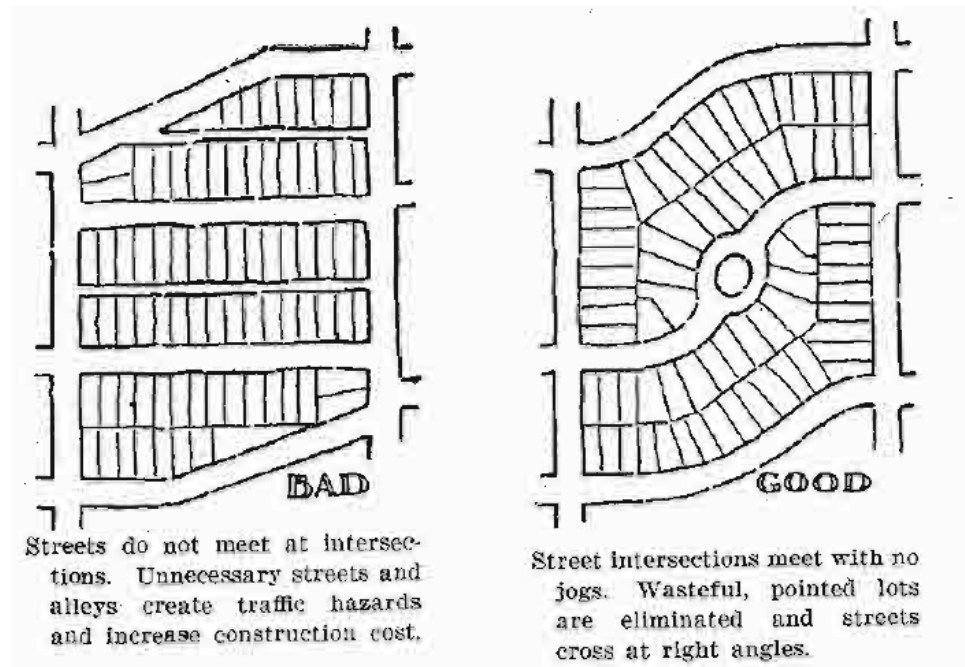 BAD
Streets do not meet at intersec-
tions. Unnecessary streets and
alleys create traffic hazards
and increase construction cost.
GOOD
Street intersections meet with no
jogs. Wasteful, pointed lots
are eliminated and streets
cross at right angles.